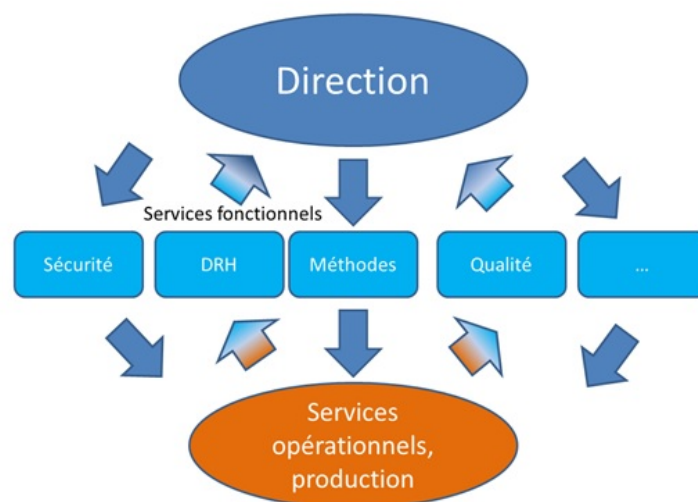 Direction
Services fonctionnels
Sécurité
DRH
Méthodes
Qualité
...
Services
opérationnels,
production